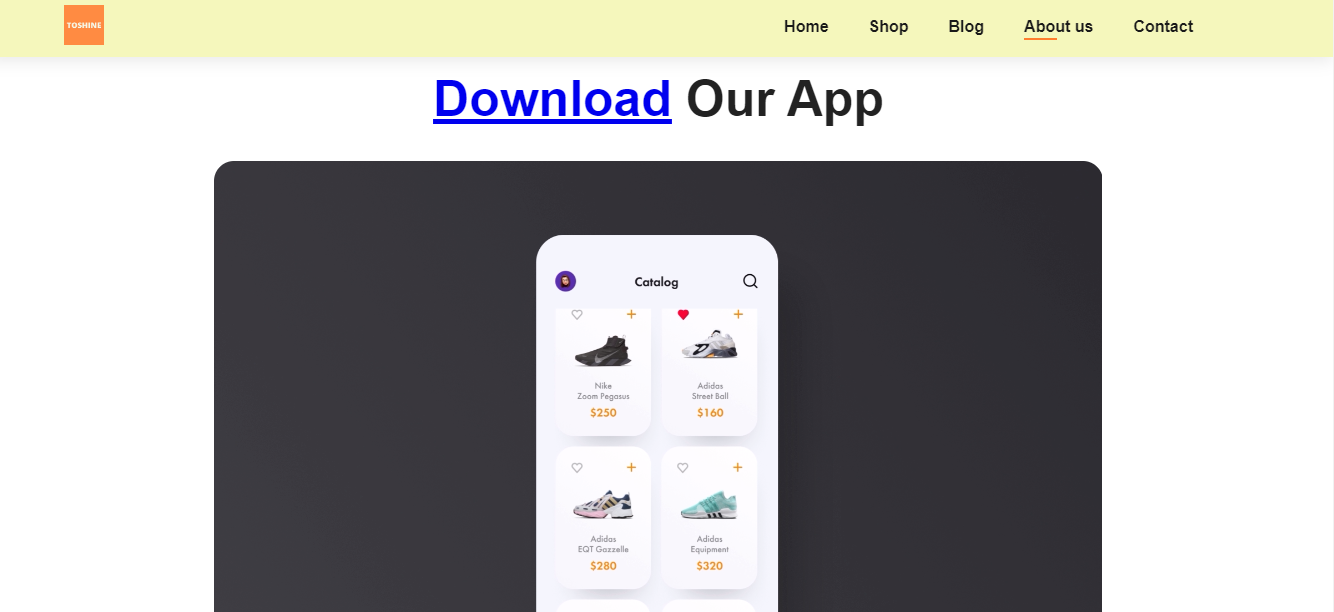 TOSHINE
Home Shop Blog About us Contact
Download Our App
Catalog
Nike
Zoom Pegasus
$250
Adidas
Street Ball
$160
Adidas
EQT Gazzelle
$280
Adidas
Equipment
$320